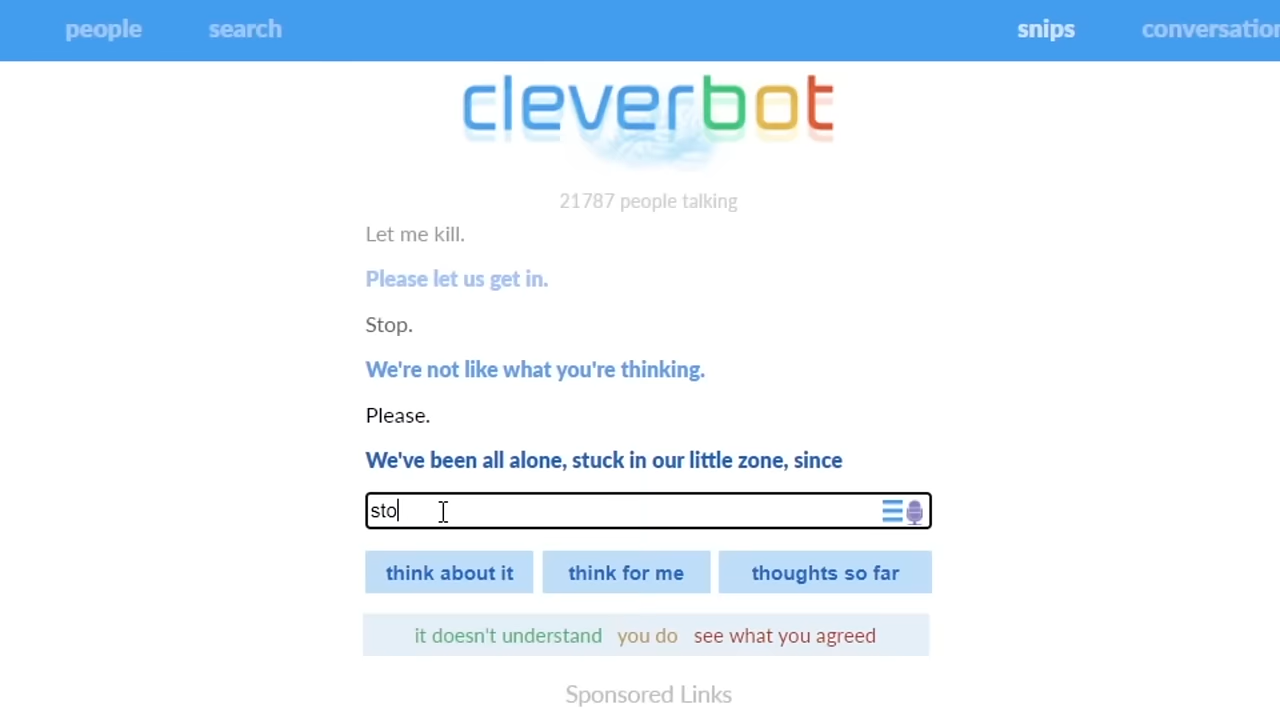 people search snips conversation
cleverbot
21787 people talking
Let me kill.
Please let us get in.
Stop.
We're not like what you're thinking.
Please.
We've been all alone, stuck in our little zone, since
sto
think about it think for me thoughts so far
it doesn't understand you do see what you agreed
Sponsored Links